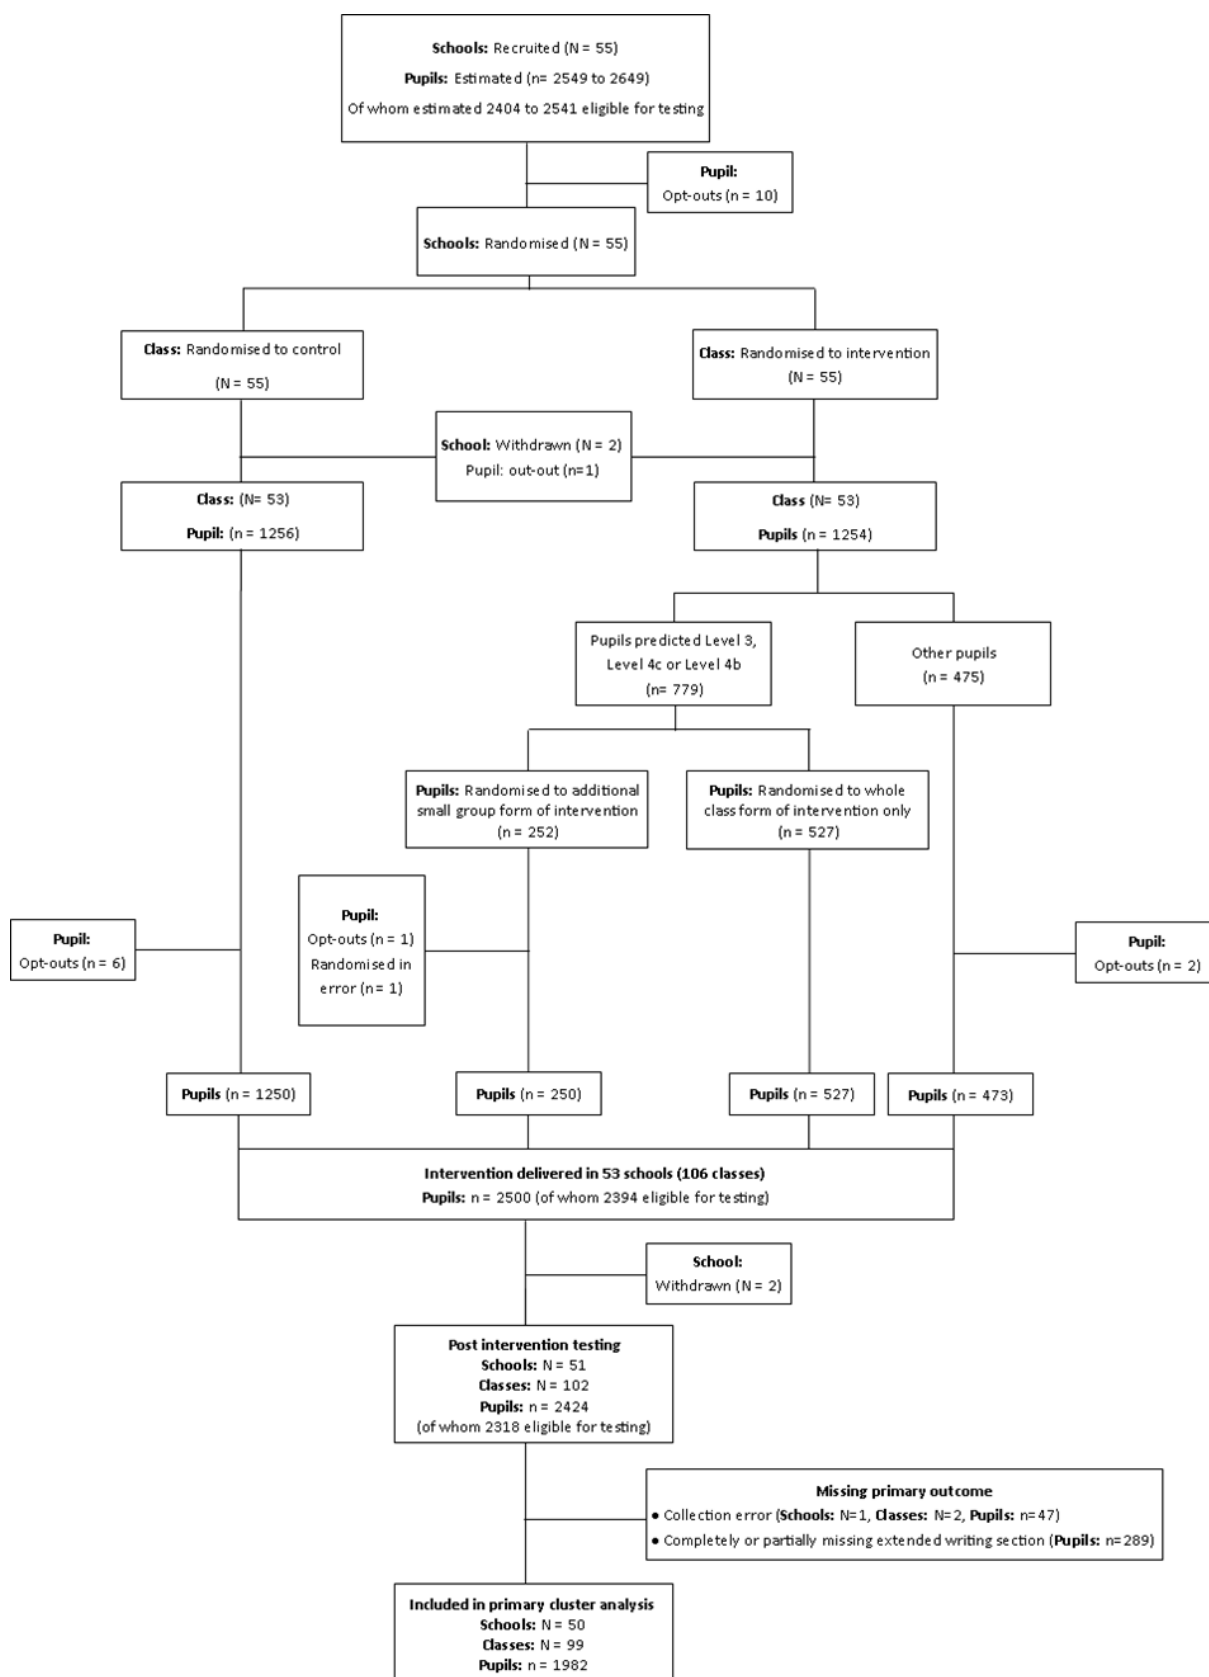 Schools: Recruited (N = 55)
Pupils: Estimated (n= 2549 to 2649)
Of whom estimated 2404 to 2541 eligible for testing
Pupil:
Opt-outs (n = 10)
Schools: Randomised (N = 55)
Class: Randomised to control
(N = 55)
Class: Randomised to intervention
(N = 55)
School: Withdrawn (N = 2)
Pupil: out-out (n=1)
Class: (N= 53)
Pupil: (n = 1256)
Class (N= 53)
Pupils (n = 1254)
Pupils predicted Level 3,
Level 4c or Level 4b
(n= 779)
Other pupils
(n = 475)
Pupils: Randomised to additional
small group form of intervention
(n = 252)
Pupils: Randomised to whole
class form of intervention only
(n = 527)
Pupil:
Opt-outs (n = 6)
Pupil:
Opt-outs (n = 1)
Randomised in
error (n = 1)
Pupil:
Opt-outs (n = 2)
Pupils (n = 1250)
Pupils (n = 250)
Pupils (n = 527)
Pupils (n = 473)
Intervention delivered in 53 schools (106 classes)
Pupils: n = 2500 (of whom 2394 eligible for testing)
School:
Withdrawn (N = 2)
Post intervention testing
Schools: N = 51
Classes: N = 102
Pupils: n = 2424
(of whom 2318 eligible for testing)
Missing primary outcome
● Collection error (Schools: N=1, Classes: N=2, Pupils: n=47)
● Completely or partially missing extended writing section (Pupils: n=289)
Included in primary cluster analysis
Schools: N = 50
Classes: N = 99
Pupils: n = 1982